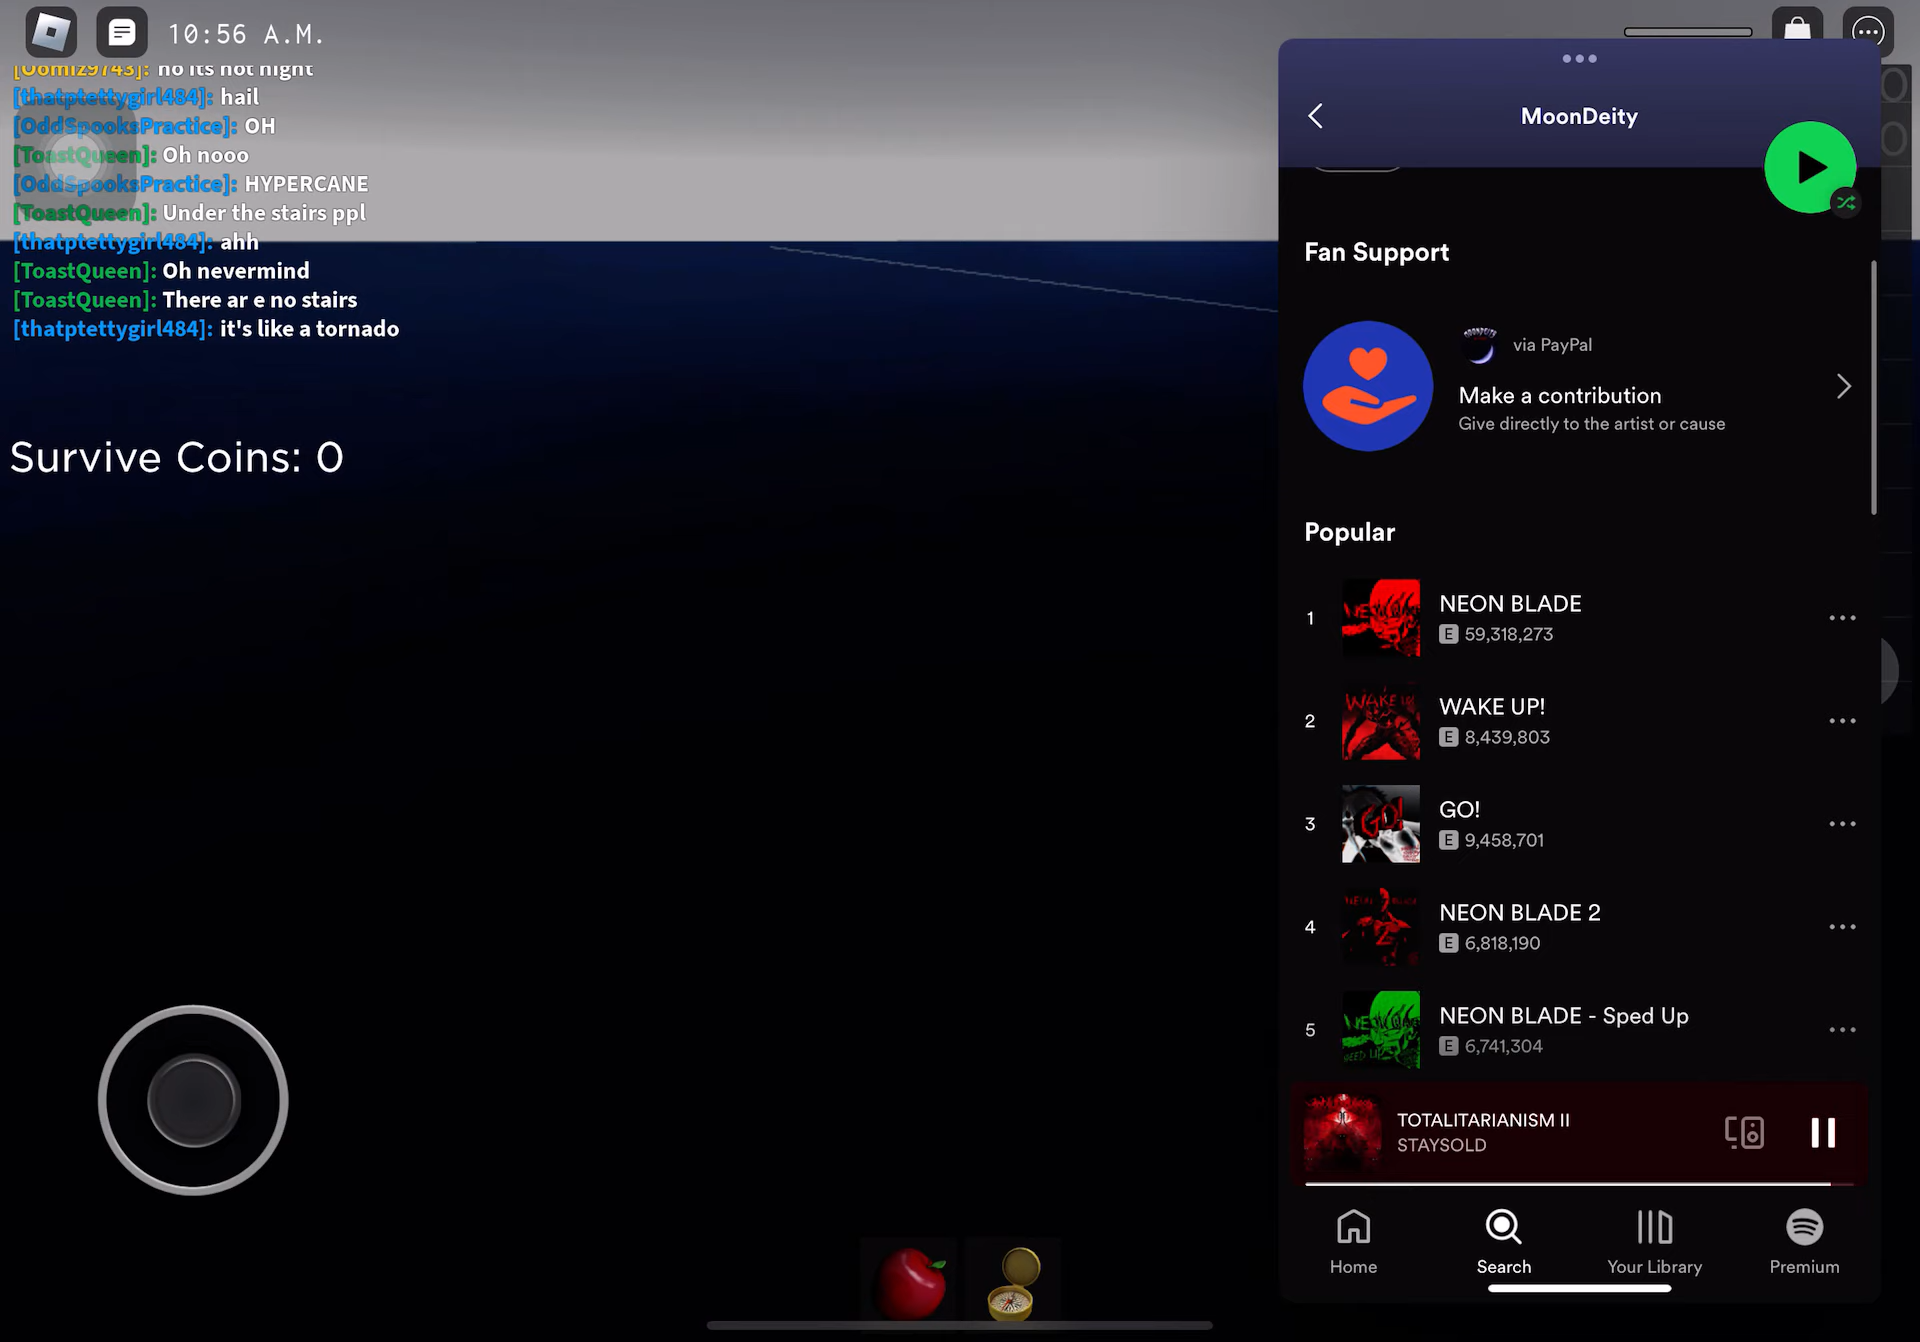 10:56 A.M.
[Oomiz9743]: no its not night
[thatptettygirl484]: hail
[OddSpooksPractice]: OH
[ToastQueen]: Oh nooo
[OddSpooksPractice]: HYPERCANE
[ToastQueen]: Under the stairs ppl
[thatptettygirl484]: ahh
[ToastQueen]: Oh nevermind
[ToastQueen]: There ar e no stairs
[thatptettygirl484]: it's like a tornado
Survive Coins: 0
MoonDeity
Fan Support
via PayPal
Make a contribution
Give directly to the artist or cause
Popular
1
NEON BLADE
E 59,318,273
2
WAKE UP!
WAKE UP!
E 8,439,803
3
GO!
GO!
E 9,458,701
4
NEON BLADE 2
E 6,818,190
5
NEON BLADE - Sped Up
E 6,741,304
TOTALITARIANISM II
STAYSOLD
Home
Search
Your Library
Premium